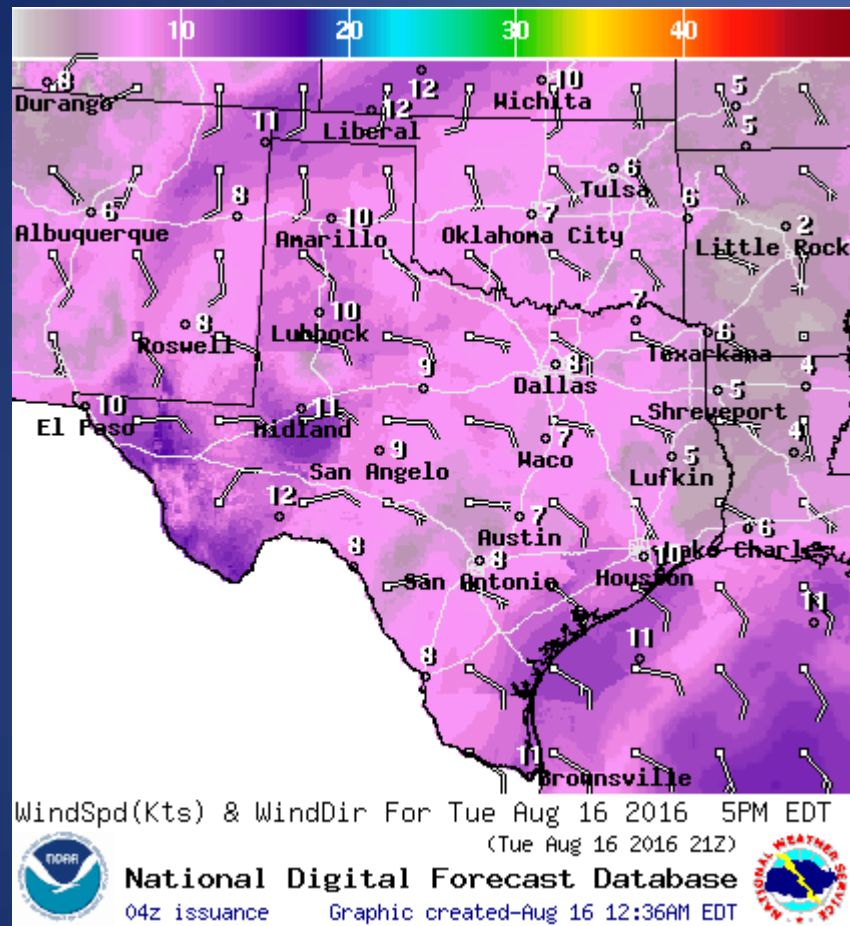 10 20 30 40
8 12 10 5
Durango Wichita
12
Liberal
11 5
6
Tulsa
6 8 10 7 6 2
Albuquerque Amarillo Oklahoma City Little Rock
8 10 7
Roswell Lubbock 6
Texarkana
9 8 4
Dallas 5
10 11 Shreveport
El Paso Midland 7 4
9 Waco 5
San Angelo Lufkin
12 7 6
Austin Lake Charles
8 8 10
San Antonio Houston
11
11
8
11
Brownsville
WindSpd(Kts) & WindDir For Tue Aug 16 2016 5PM EDT
(Tue Aug 16 2016 21Z)
NOAA
National Digital Forecast Database
04z issuance Graphic created-Aug 16 12:36AM EDT
NATIONAL WEATHER SERVICE